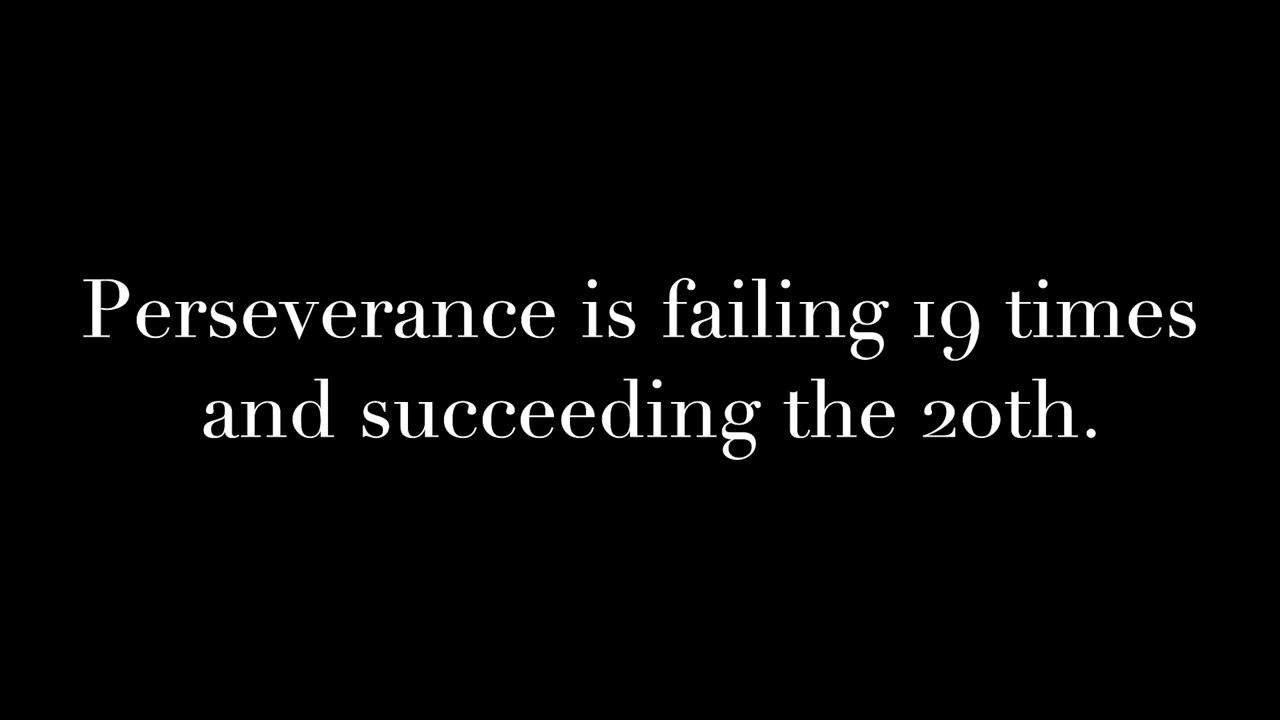 Perseverance is failing 19 times
and succeeding the 20th.